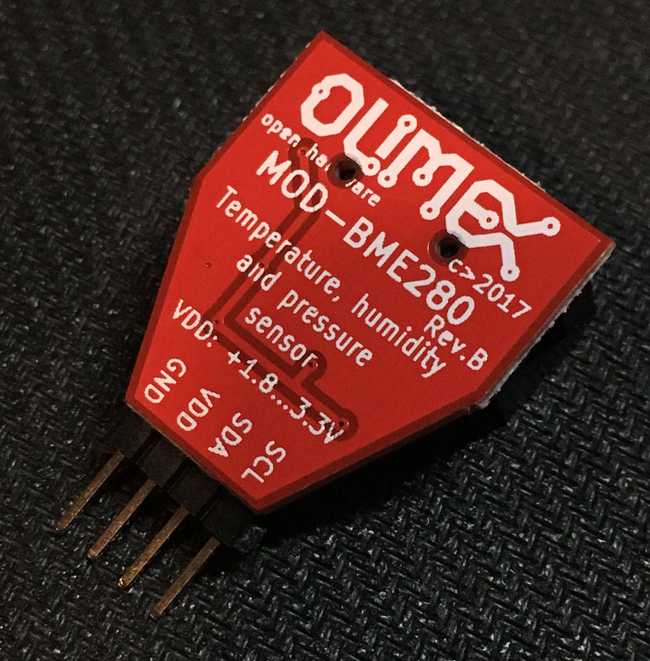 OLIMEX
open hardware
c> 2017
MOD-BME280
Rev.B
Temperature, humidity
and pressure
sensor.
VDD: +1.8...3.3V
GND
VDD
SDA
SCL